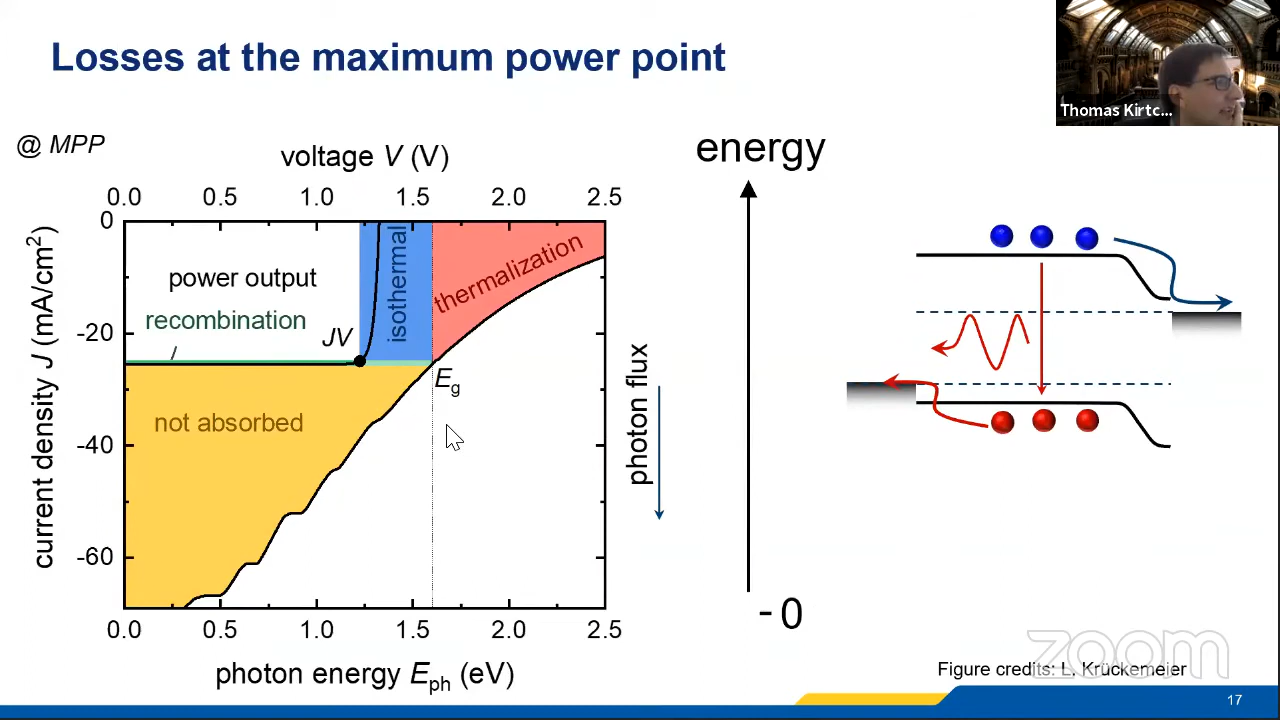 Losses at the maximum power point
Thomas Kirtc...
@ MPP
voltage V (V)
0.0 0.5 1.0 1.5 2.0 2.5
current density J (mA/cm²)
0
-20
-40
-60
power output
recombination
JV
isothermal
thermalization
Eg
not absorbed
0.0 0.5 1.0 1.5 2.0 2.5
photon energy Eph (eV)
photon flux
energy
- 0
zoom
Figure credits: L. Krückemeier
17